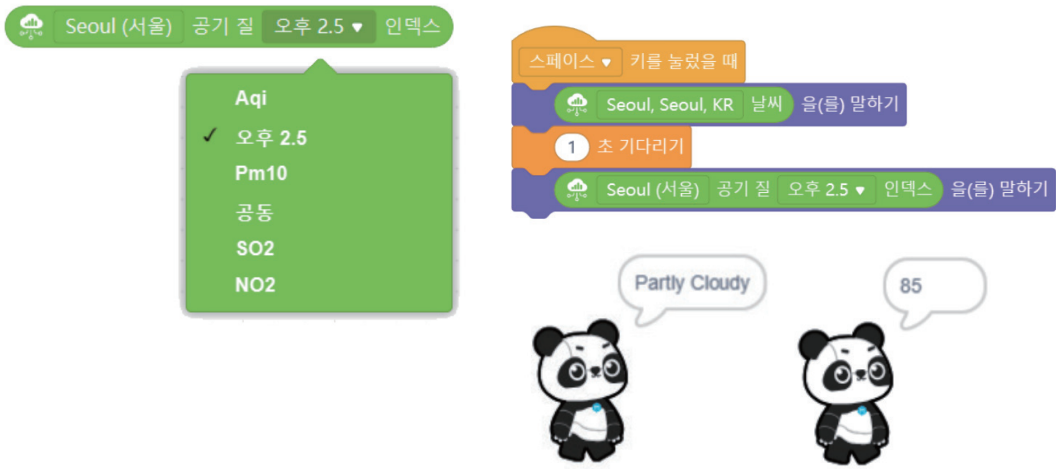 Seoul (서울) 공기 질 오후 2.5 ▼ 인덱스
Aqi
✓ 오후 2.5
Pm10
공동
SO2
NO2
스페이스 ▼ 키를 눌렀을 때
Seoul, Seoul, KR 날씨 을(를) 말하기
1 초 기다리기
Seoul (서울) 공기 질 오후 2.5 ▼ 인덱스 을(를) 말하기
Partly Cloudy
85